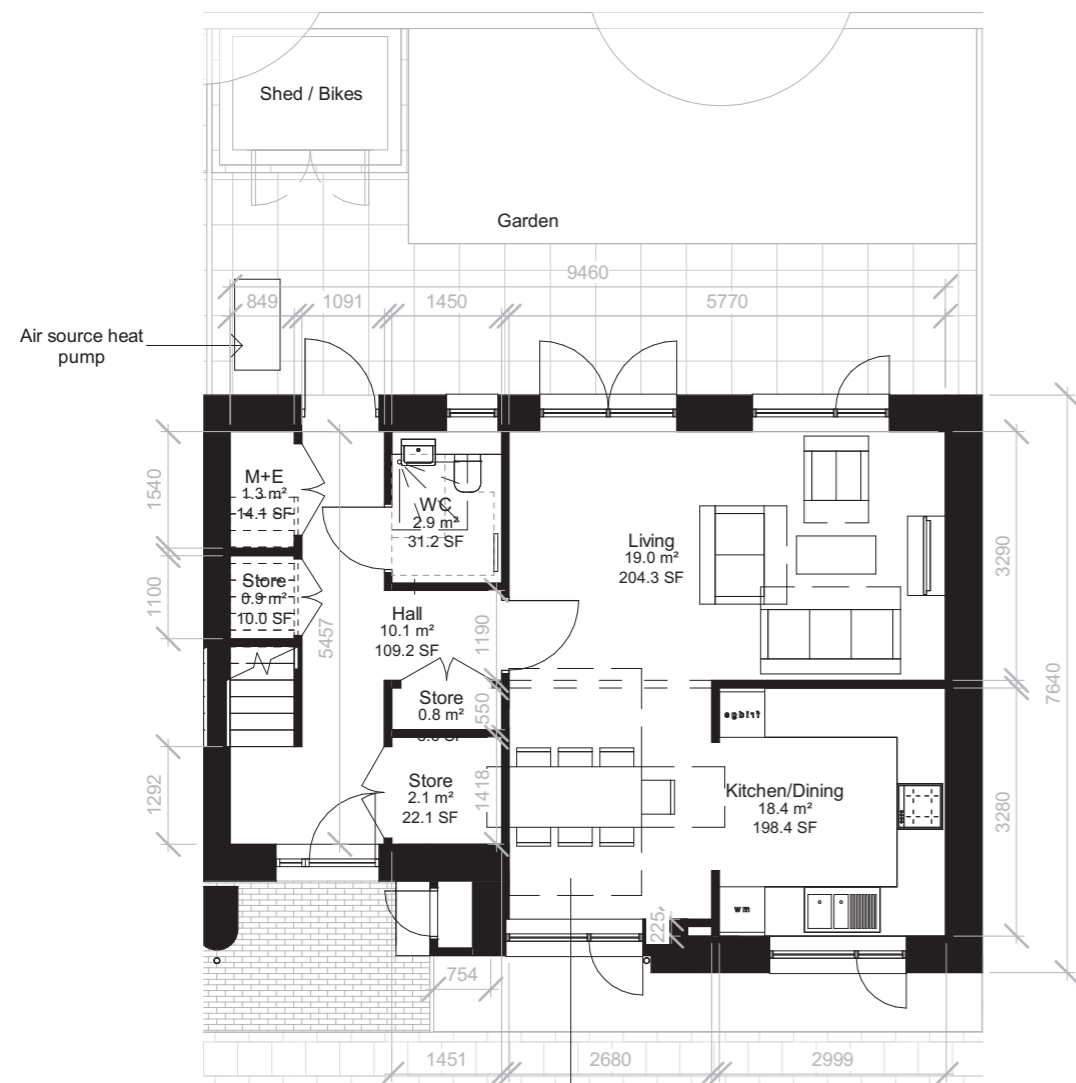 Shed / Bikes
Garden
9460
849 1091 1450 5770
Air source heat
pump
M+E
1.3 m²
14.1 SF
1540
WC
2.9 m²
31.2 SF
Living
19.0 m²
204.3 SF
3290
Store
0.9 m²
10.0 SF
1100
Hall
10.1 m²
109.2 SF
5457
1190
7640
Store
0.8 m²
550
fridge
Store
2.1 m²
22.1 SF
1418
1292
Kitchen/Dining
18.4 m²
198.4 SF
3280
wm
225
754
1451 2680 2999